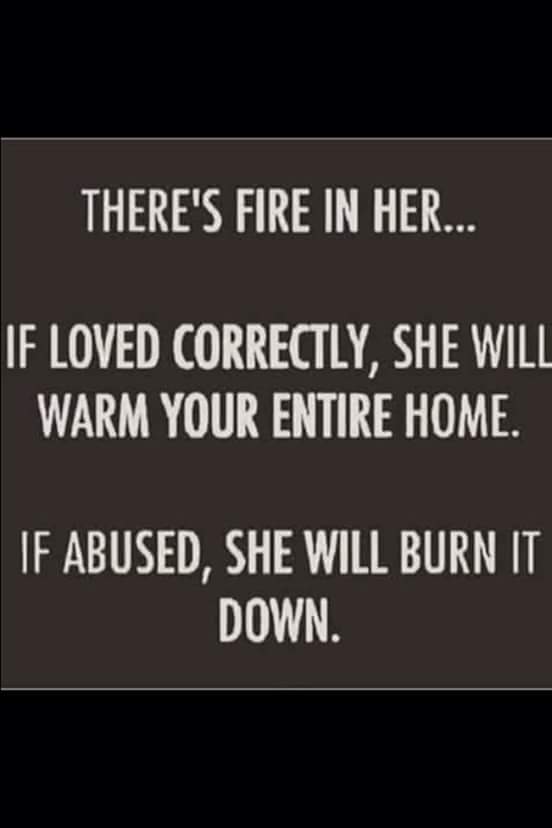 THERE'S FIRE IN HER...
IF LOVED CORRECTLY, SHE WILL
WARM YOUR ENTIRE HOME.
IF ABUSED, SHE WILL BURN IT
DOWN.